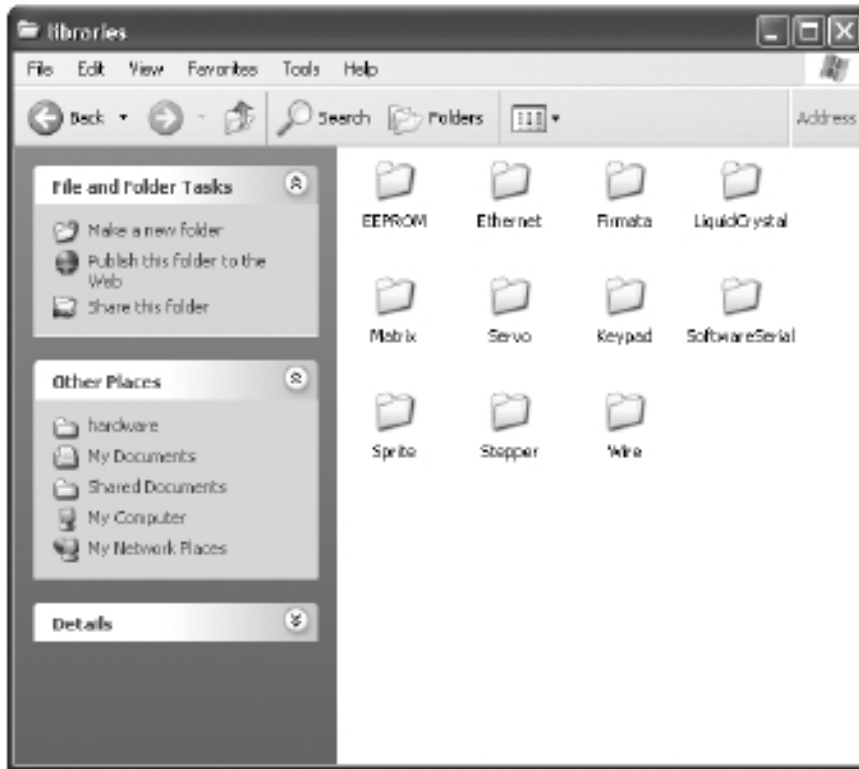 libraries
File Edit View Favorites Tools Help
Back Search Folders Address
File and Folder Tasks
Make a new folder
Publish this folder to the
Web
Share this folder
Other Places
hardware
My Documents
Shared Documents
My Computer
My Network Places
Details
EEPROM Ethernet Firmata LiquidCrystal
Matrix Servo Keypad SoftwareSerial
Sprite Stepper Wire